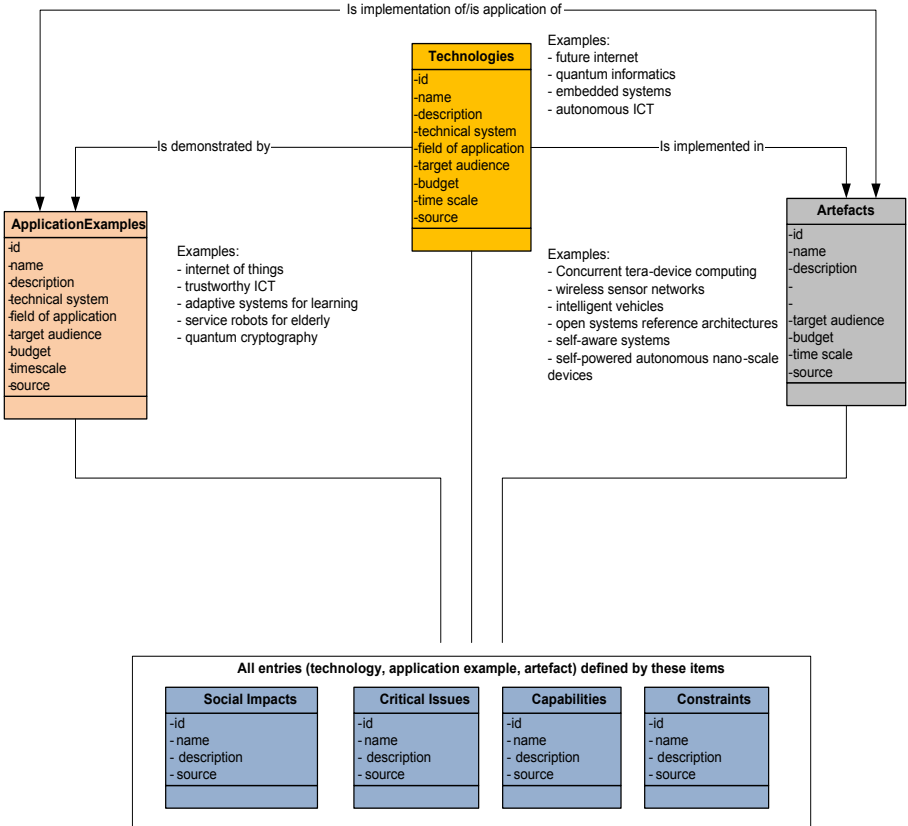 Is implementation of/is application of
Technologies
-id
-name
-description
-technical system
-field of application
-target audience
-budget
-time scale
-source
Examples:
- future internet
- quantum informatics
- embedded systems
- autonomous ICT
Is demonstrated by
Is implemented in
ApplicationExamples
-id
-name
-description
-technical system
-field of application
-target audience
-budget
-timescale
-source
Examples:
- internet of things
- trustworthy ICT
- adaptive systems for learning
- service robots for elderly
- quantum cryptography
Examples:
- Concurrent tera-device computing
- wireless sensor networks
- intelligent vehicles
- open systems reference architectures
- self-aware systems
- self-powered autonomous nano-scale
devices
Artefacts
-id
-name
-description
-
-
-target audience
-budget
-time scale
-source
All entries (technology, application example, artefact) defined by these items
Social Impacts
-id
- name
- description
- source
Critical Issues
-id
- name
- description
- source
Capabilities
-id
- name
- description
- source
Constraints
-id
- name
- description
- source